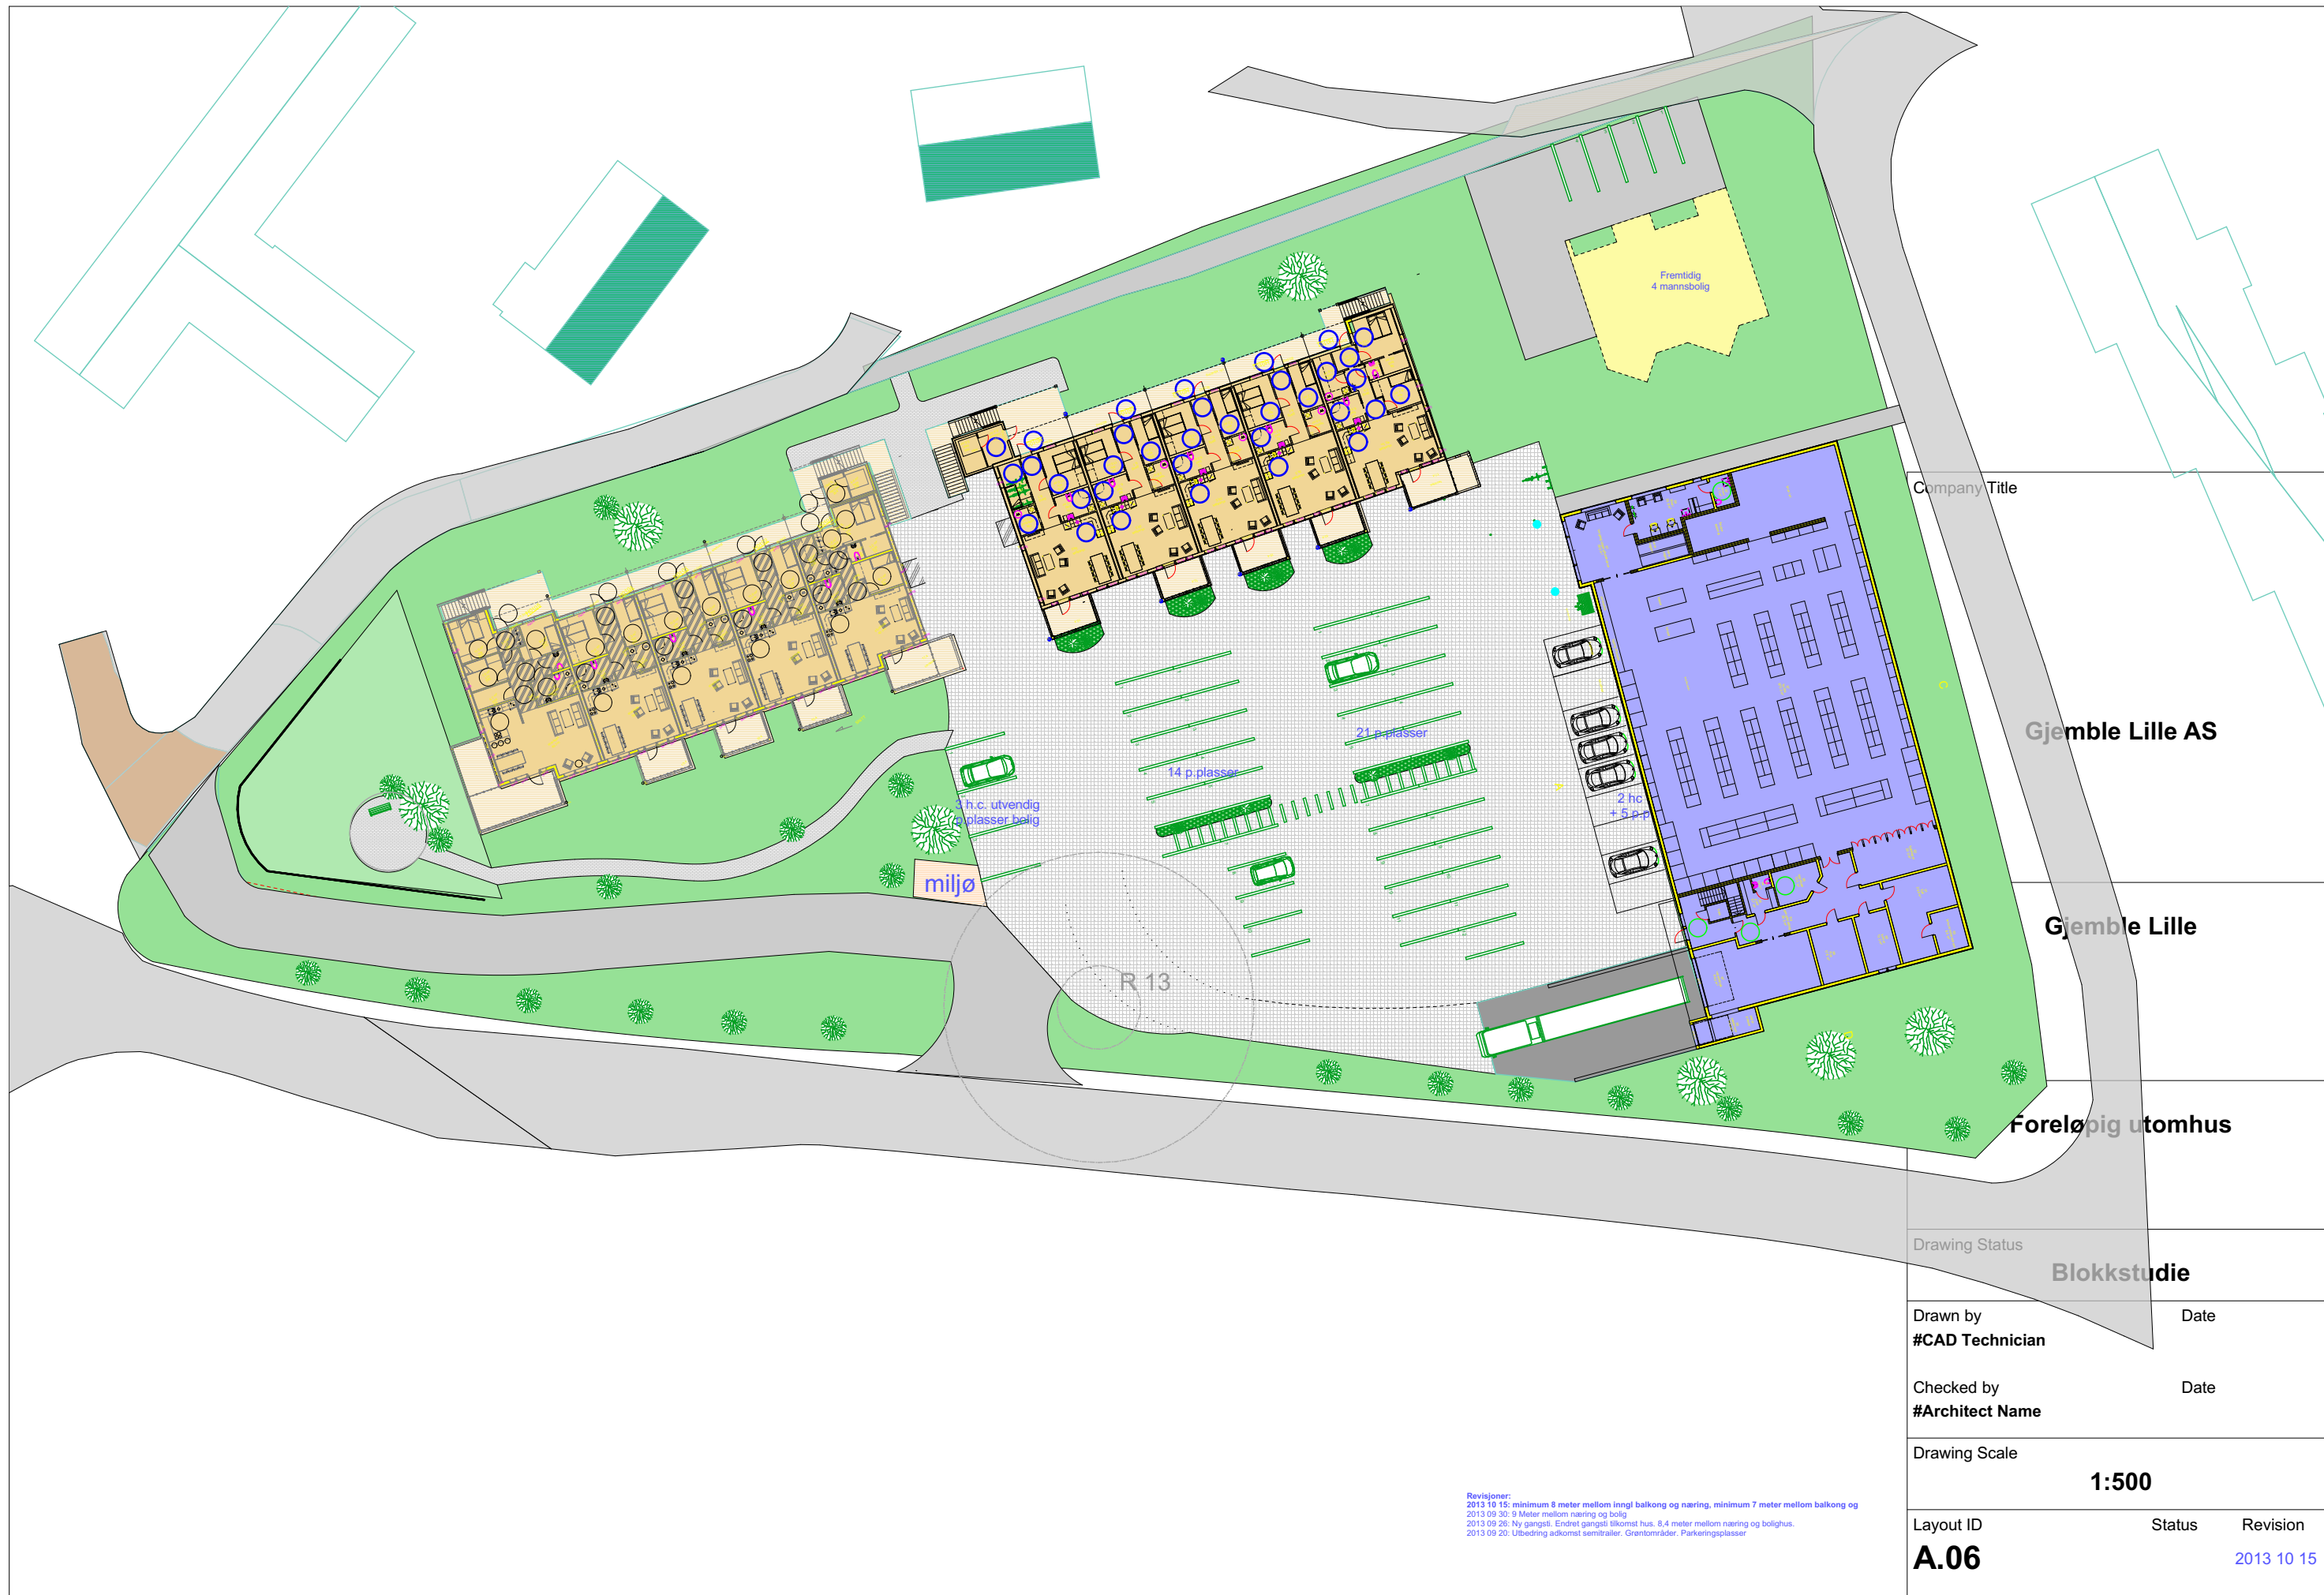 Fremtidig
4 mannsbolig
Company Title
Gjemble Lille AS
21 p.plasser
14 p.plasser
3 h.c. utvendig
p.plasser bolig
2 hc
+ 5 p.p
miljø
Gjemble Lille
R 13
Foreløpig utomhus
Drawing Status
Blokkstudie
Drawn by Date
#CAD Technician
Checked by Date
#Architect Name
Drawing Scale
1:500
Revisjoner:
2013 10 15: minimum 8 meter mellom inngl balkong og næring, minimum 7 meter mellom balkong og
2013 09 30: 9 Meter mellom næring og bolig
2013 09 26: Ny gangsti. Endret gangsti tilkomst hus. 8,4 meter mellom næring og bolighus.
2013 09 20: Utbedring adkomst semitrailer. Grøntområder. Parkeringsplasser
Layout ID Status Revision
A.06 2013 10 15